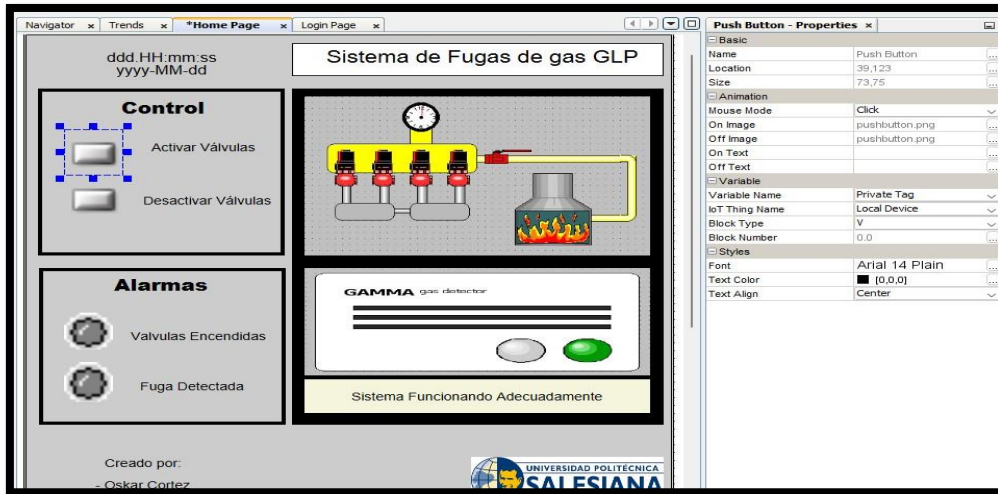 Navigator x Trends x *Home Page x Login Page x
ddd.HH:mm:ss
yyyy-MM-dd
Sistema de Fugas de gas GLP
Control
Activar Válvulas
Desactivar Válvulas
Alarmas
Valvulas Encendidas
Fuga Detectada
GAMMA gas detector
Sistema Funcionando Adecuadamente
Creado por:
- Oskar Cortez
UNIVERSIDAD POLITÉCNICA
SALESIANA
Push Button - Properties x
Basic
Name Push Button
Location 39,123
Size 73,75
Animation
Mouse Mode Click
On Image pushbutton.png
Off Image pushbutton.png
On Text
Off Text
Variable
Variable Name Private Tag
IoT Thing Name Local Device
Block Type V
Block Number 0.0
Styles
Font Arial 14 Plain
Text Color [0,0,0]
Text Align Center